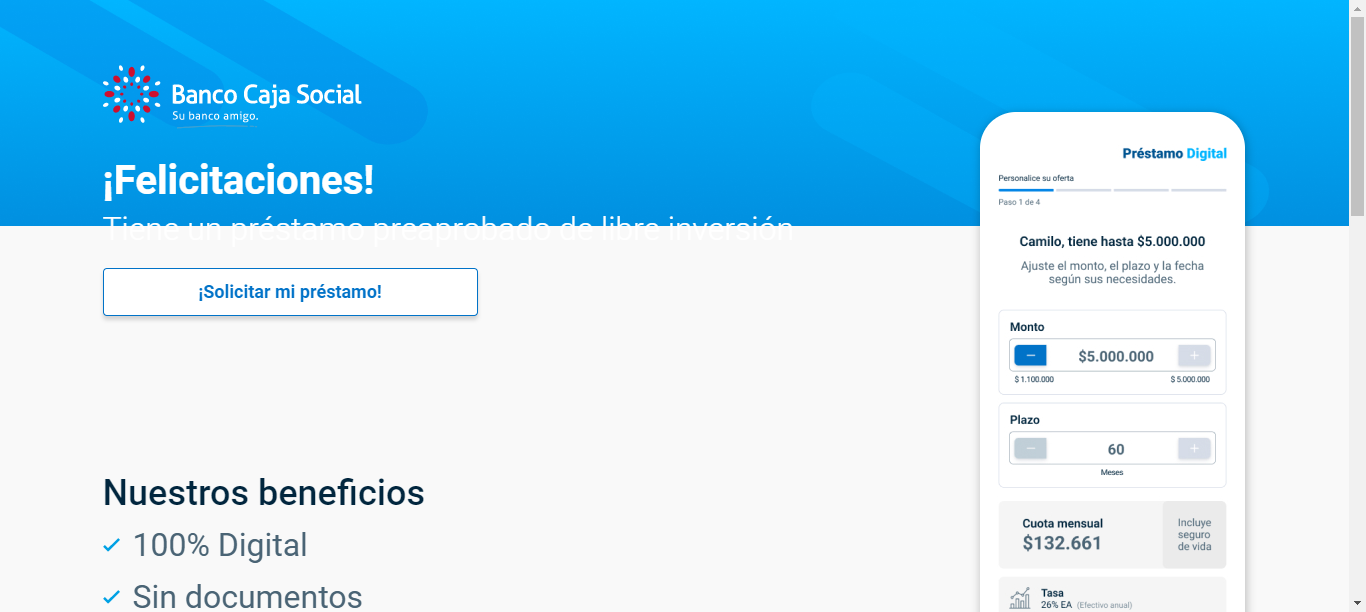 Banco Caja Social
Su banco amigo.
¡Felicitaciones!
Tiene un préstamo preaprobado de libre inversión
¡Solicitar mi préstamo!
Nuestros beneficios
100% Digital
Sin documentos
Préstamo Digital
Personalice su oferta
Paso 1 de 4
Camilo, tiene hasta $5.000.000
Ajuste el monto, el plazo y la fecha
según sus necesidades.
Monto
− $5.000.000 +
$ 1.100.000 $ 5.000.000
Plazo
− 60 +
Meses
Cuota mensual
$132.661
Incluye
seguro
de vida
Tasa
26% EA (Efectivo anual)